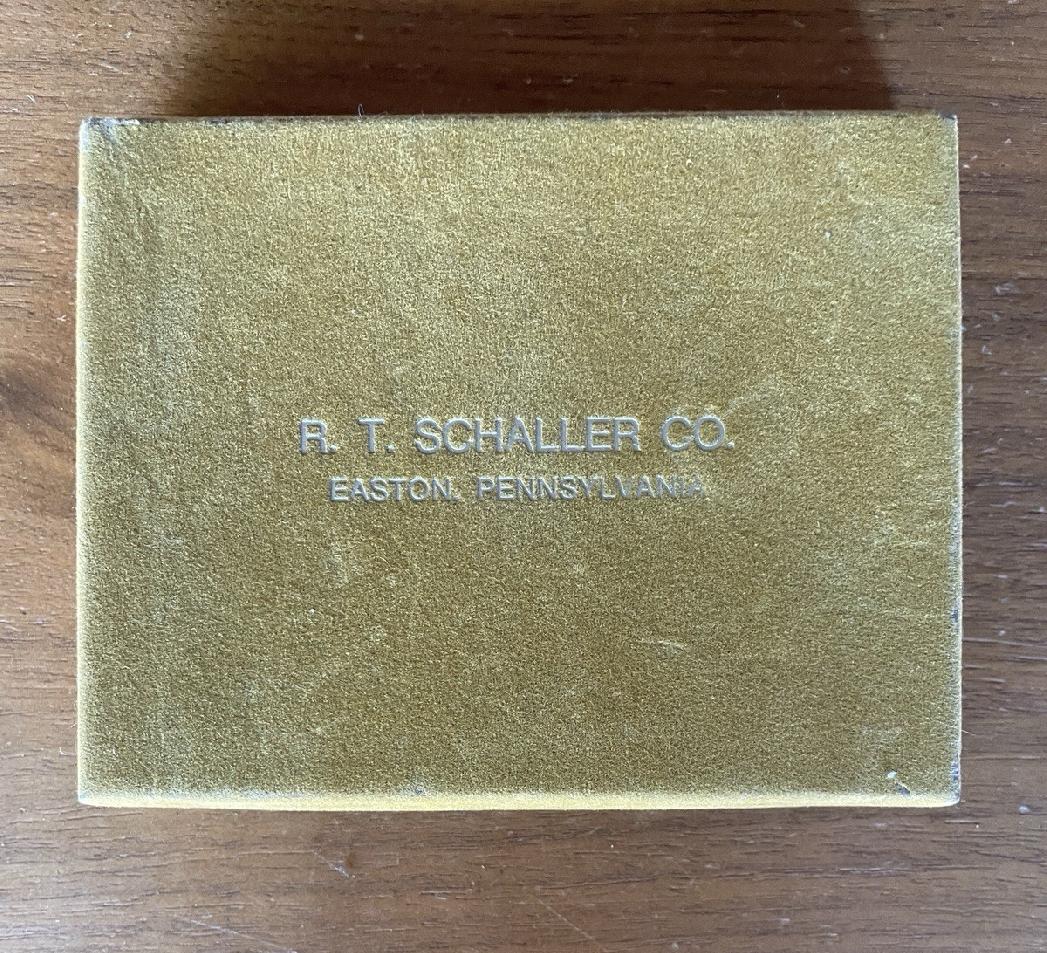 R. T. SCHALLER CO.
EASTON, PENNSYLVANIA